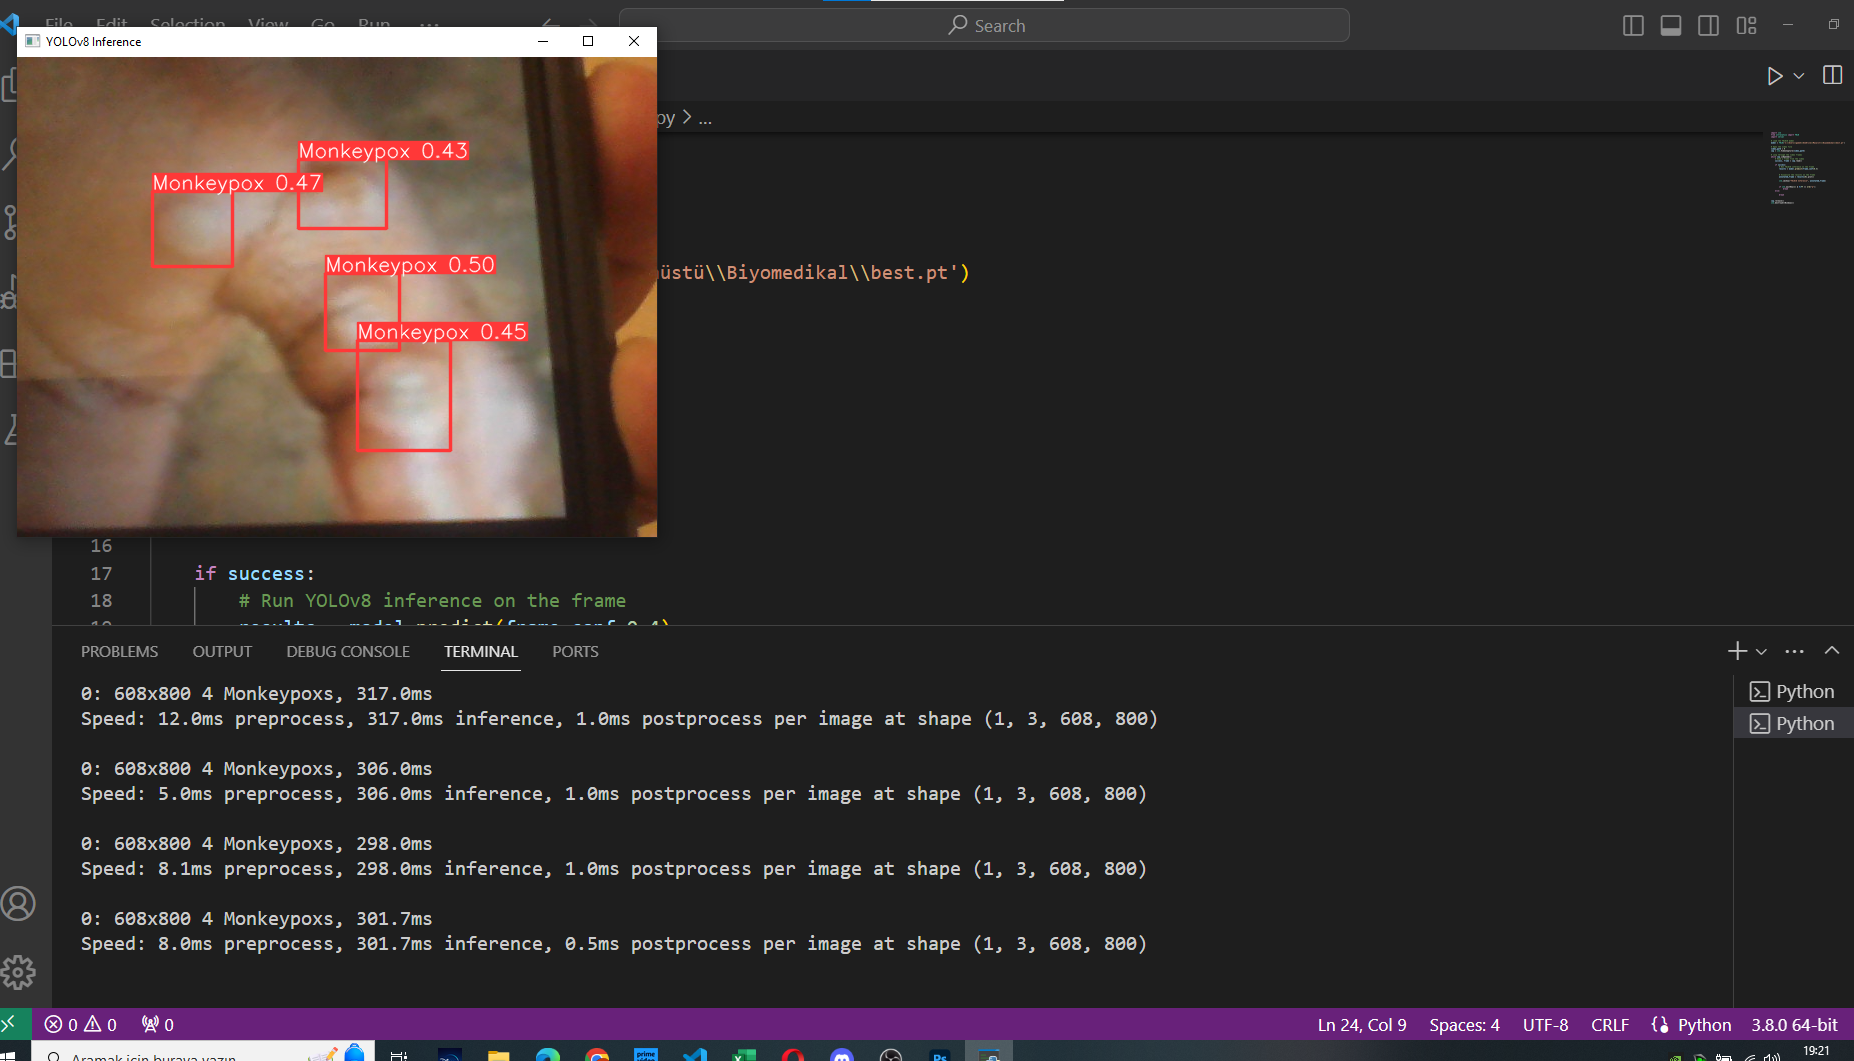 File Edit Selection View Go Run ...
Search
YOLOv8 Inference
py > ...
Monkeypox 0.43
Monkeypox 0.47
Monkeypox 0.50
Monkeypox 0.45
üstü\\Biyomedikal\\best.pt')
16
17 if success:
18 # Run YOLOv8 inference on the frame
PROBLEMS OUTPUT DEBUG CONSOLE TERMINAL PORTS
0: 608x800 4 Monkeypoxs, 317.0ms
Speed: 12.0ms preprocess, 317.0ms inference, 1.0ms postprocess per image at shape (1, 3, 608, 800)
0: 608x800 4 Monkeypoxs, 306.0ms
Speed: 5.0ms preprocess, 306.0ms inference, 1.0ms postprocess per image at shape (1, 3, 608, 800)
0: 608x800 4 Monkeypoxs, 298.0ms
Speed: 8.1ms preprocess, 298.0ms inference, 1.0ms postprocess per image at shape (1, 3, 608, 800)
0: 608x800 4 Monkeypoxs, 301.7ms
Speed: 8.0ms preprocess, 301.7ms inference, 0.5ms postprocess per image at shape (1, 3, 608, 800)
Python
Python
0 0 0
Ln 24, Col 9 Spaces: 4 UTF-8 CRLF Python 3.8.0 64-bit
Aramak için buraya yazın
prime
Ps
19:21